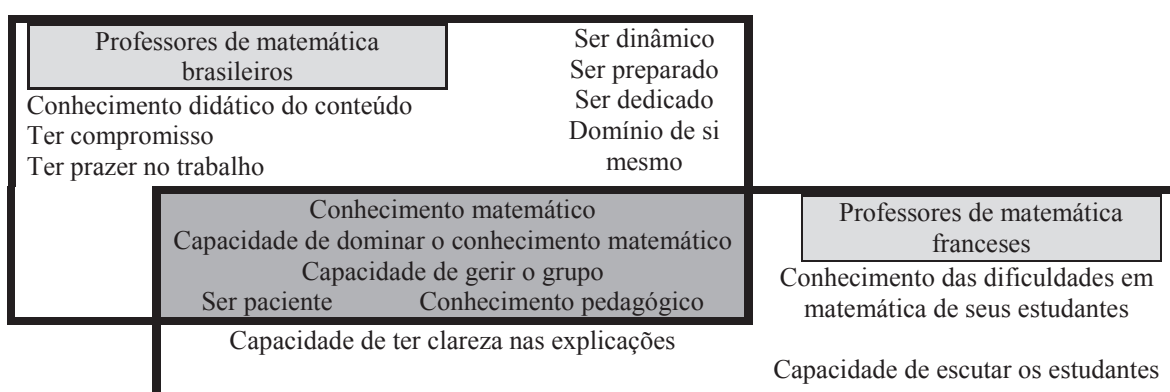 Professores de matemática
brasileiros
Conhecimento didático do conteúdo
Ter compromisso
Ter prazer no trabalho
Ser dinâmico
Ser preparado
Ser dedicado
Domínio de si
mesmo
Conhecimento matemático
Capacidade de dominar o conhecimento matemático
Capacidade de gerir o grupo
Ser paciente Conhecimento pedagógico
Capacidade de ter clareza nas explicações
Professores de matemática
franceses
Conhecimento das dificuldades em
matemática de seus estudantes
Capacidade de escutar os estudantes